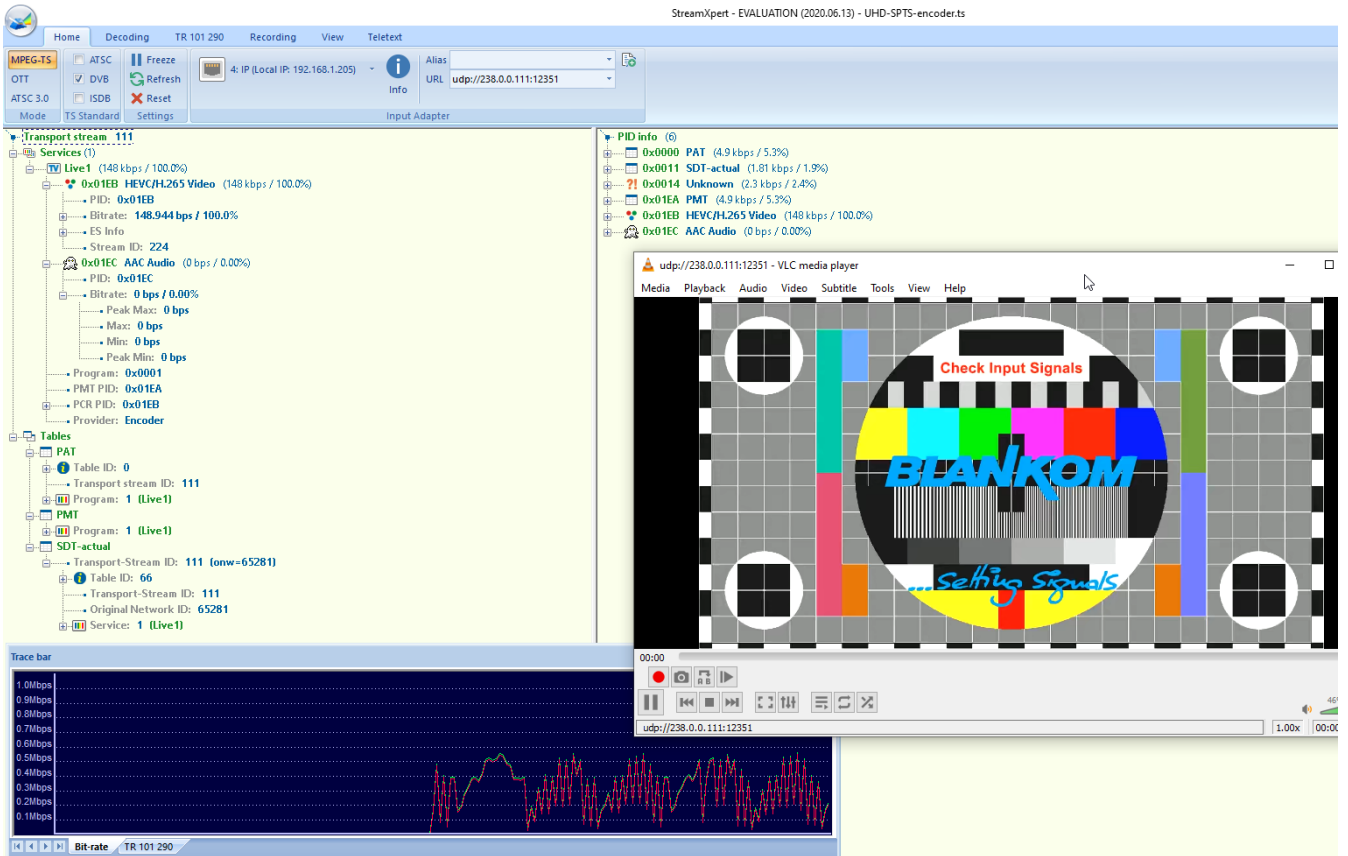 StreamXpert - EVALUATION (2020.06.13) - UHD-SPTS-encoder.ts
Home Decoding TR 101 290 Recording View Teletext
MPEG-TS
OTT
ATSC 3.0
Mode
ATSC
DVB
ISDB
TS Standard
Freeze
Refresh
Reset
Settings
4: IP (Local IP: 192.168.1.205)
Info
Alias
URL udp://238.0.0.111:12351
Input Adapter
Transport stream 111
Services (1)
Live1 (148 kbps / 100.0%)
0x01EB HEVC/H.265 Video (148 kbps / 100.0%)
PID: 0x01EB
Bitrate: 148.944 bps / 100.0%
ES Info
Stream ID: 224
0x01EC AAC Audio (0 bps / 0.00%)
PID: 0x01EC
Bitrate: 0 bps / 0.00%
Peak Max: 0 bps
Max: 0 bps
Min: 0 bps
Peak Min: 0 bps
Program: 0x0001
PMT PID: 0x01EA
PCR PID: 0x01EB
Provider: Encoder
Tables
PAT
Table ID: 0
Transport stream ID: 111
Program: 1 (Live1)
PMT
Program: 1 (Live1)
SDT-actual
Transport-Stream ID: 111 (onw=65281)
Table ID: 66
Transport-Stream ID: 111
Original Network ID: 65281
Service: 1 (Live1)
PID info (6)
0x0000 PAT (4.9 kbps / 5.3%)
0x0011 SDT-actual (1.81 kbps / 1.9%)
?! 0x0014 Unknown (2.3 kbps / 2.4%)
0x01EA PMT (4.9 kbps / 5.3%)
0x01EB HEVC/H.265 Video (148 kbps / 100.0%)
0x01EC AAC Audio (0 bps / 0.00%)
udp://238.0.0.111:12351 - VLC media player
Media Playback Audio Video Subtitle Tools View Help
Check Input Signals
BLANKOM
...Setting Signals
00:00
46%
udp://238.0.0.111:12351
1.00x 00:00
Trace bar
1.0Mbps
0.9Mbps
0.8Mbps
0.7Mbps
0.6Mbps
0.5Mbps
0.4Mbps
0.3Mbps
0.2Mbps
0.1Mbps
Bit-rate TR 101 290